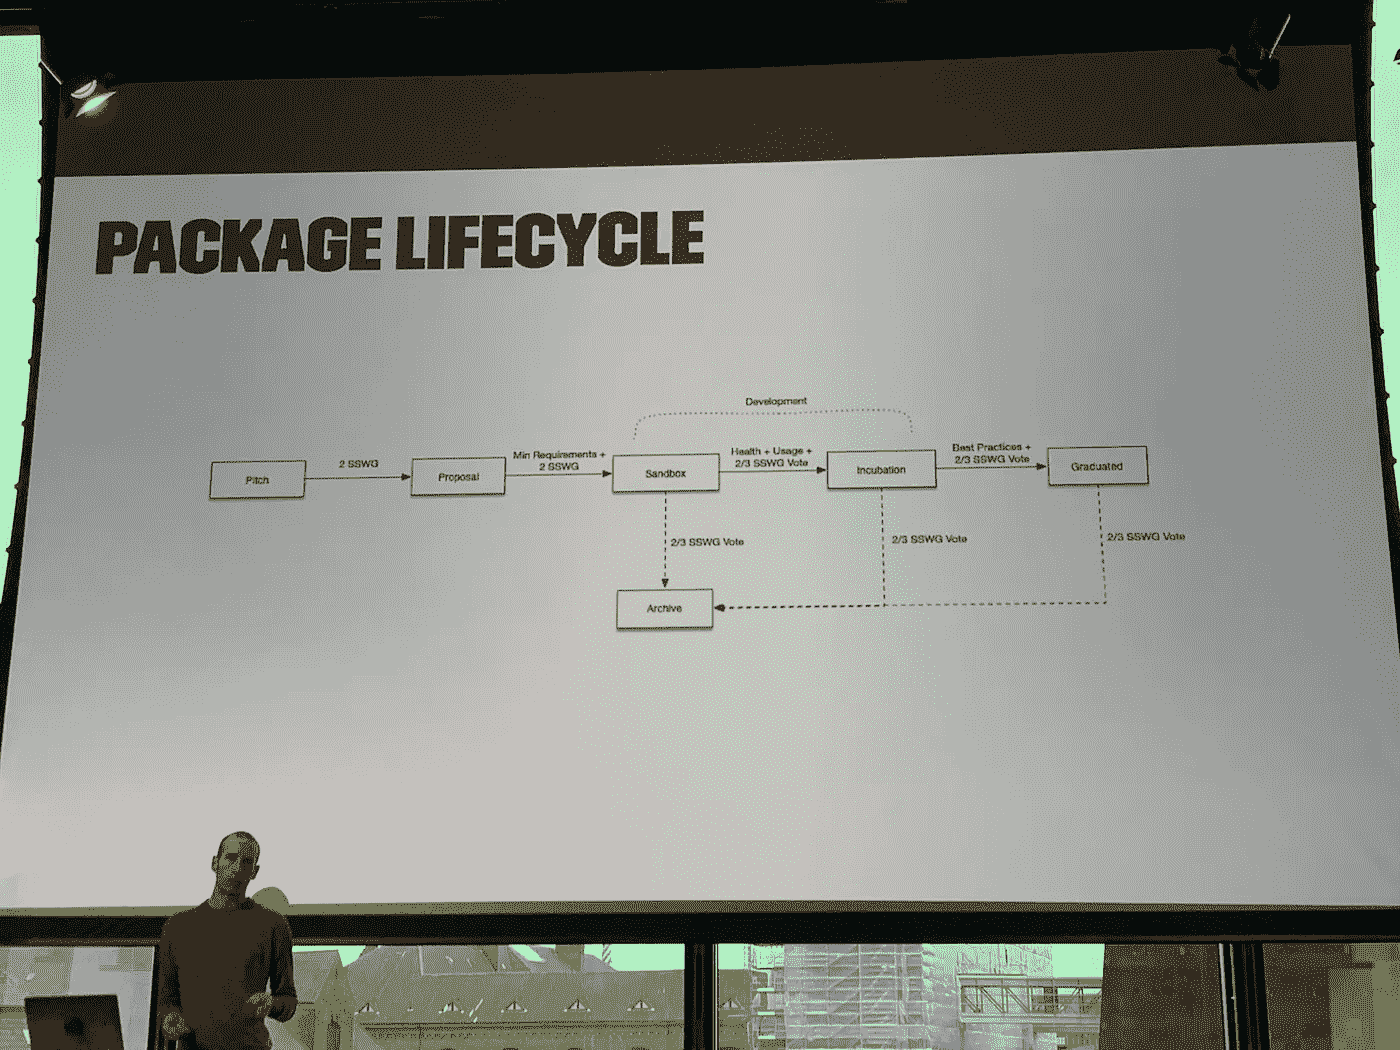 PACKAGE LIFECYCLE
Development
Pitch
2 SSWG
Proposal
Min Requirements +
2 SSWG
Sandbox
Health + Usage +
2/3 SSWG Vote
Incubation
Best Practices +
2/3 SSWG Vote
Graduated
2/3 SSWG Vote
2/3 SSWG Vote
2/3 SSWG Vote
Archive